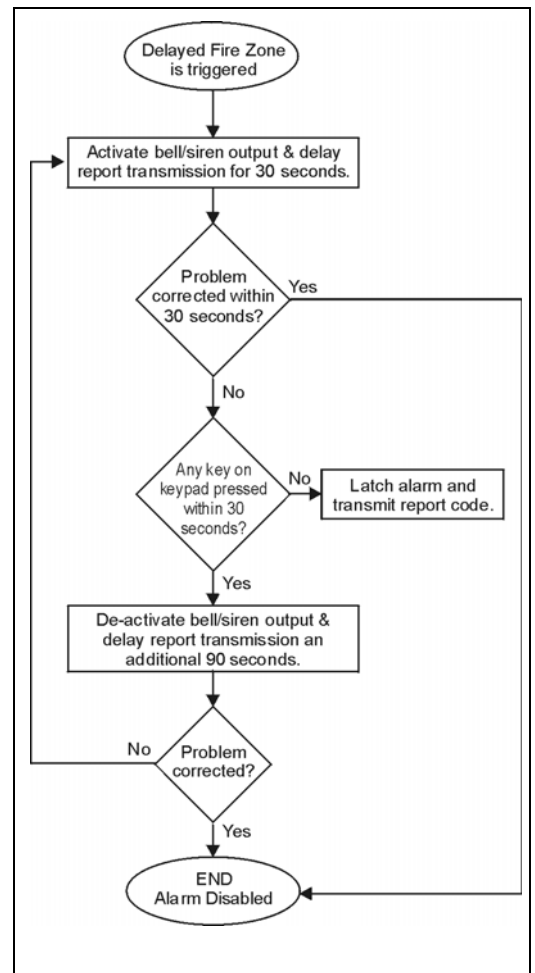 Delayed Fire Zone
is triggered
Activate bell/siren output & delay
report transmission for 30 seconds.
Problem
corrected within
30 seconds?
Yes
No
Any key on
keypad pressed
within 30
seconds?
No
Latch alarm and
transmit report code.
Yes
De-activate bell/siren output &
delay report transmission an
additional 90 seconds.
No
Problem
corrected?
Yes
END
Alarm Disabled